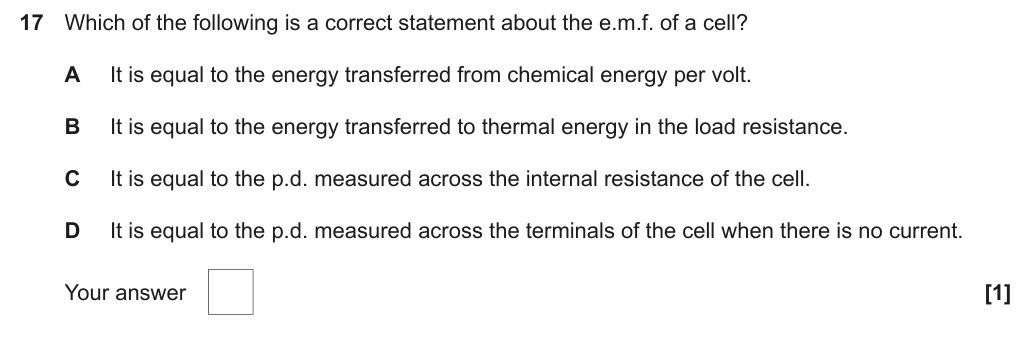 17 Which of the following is a correct statement about the e.m.f. of a cell?
A It is equal to the energy transferred from chemical energy per volt.
B It is equal to the energy transferred to thermal energy in the load resistance.
C It is equal to the p.d. measured across the internal resistance of the cell.
D It is equal to the p.d. measured across the terminals of the cell when there is no current.
Your answer [1]